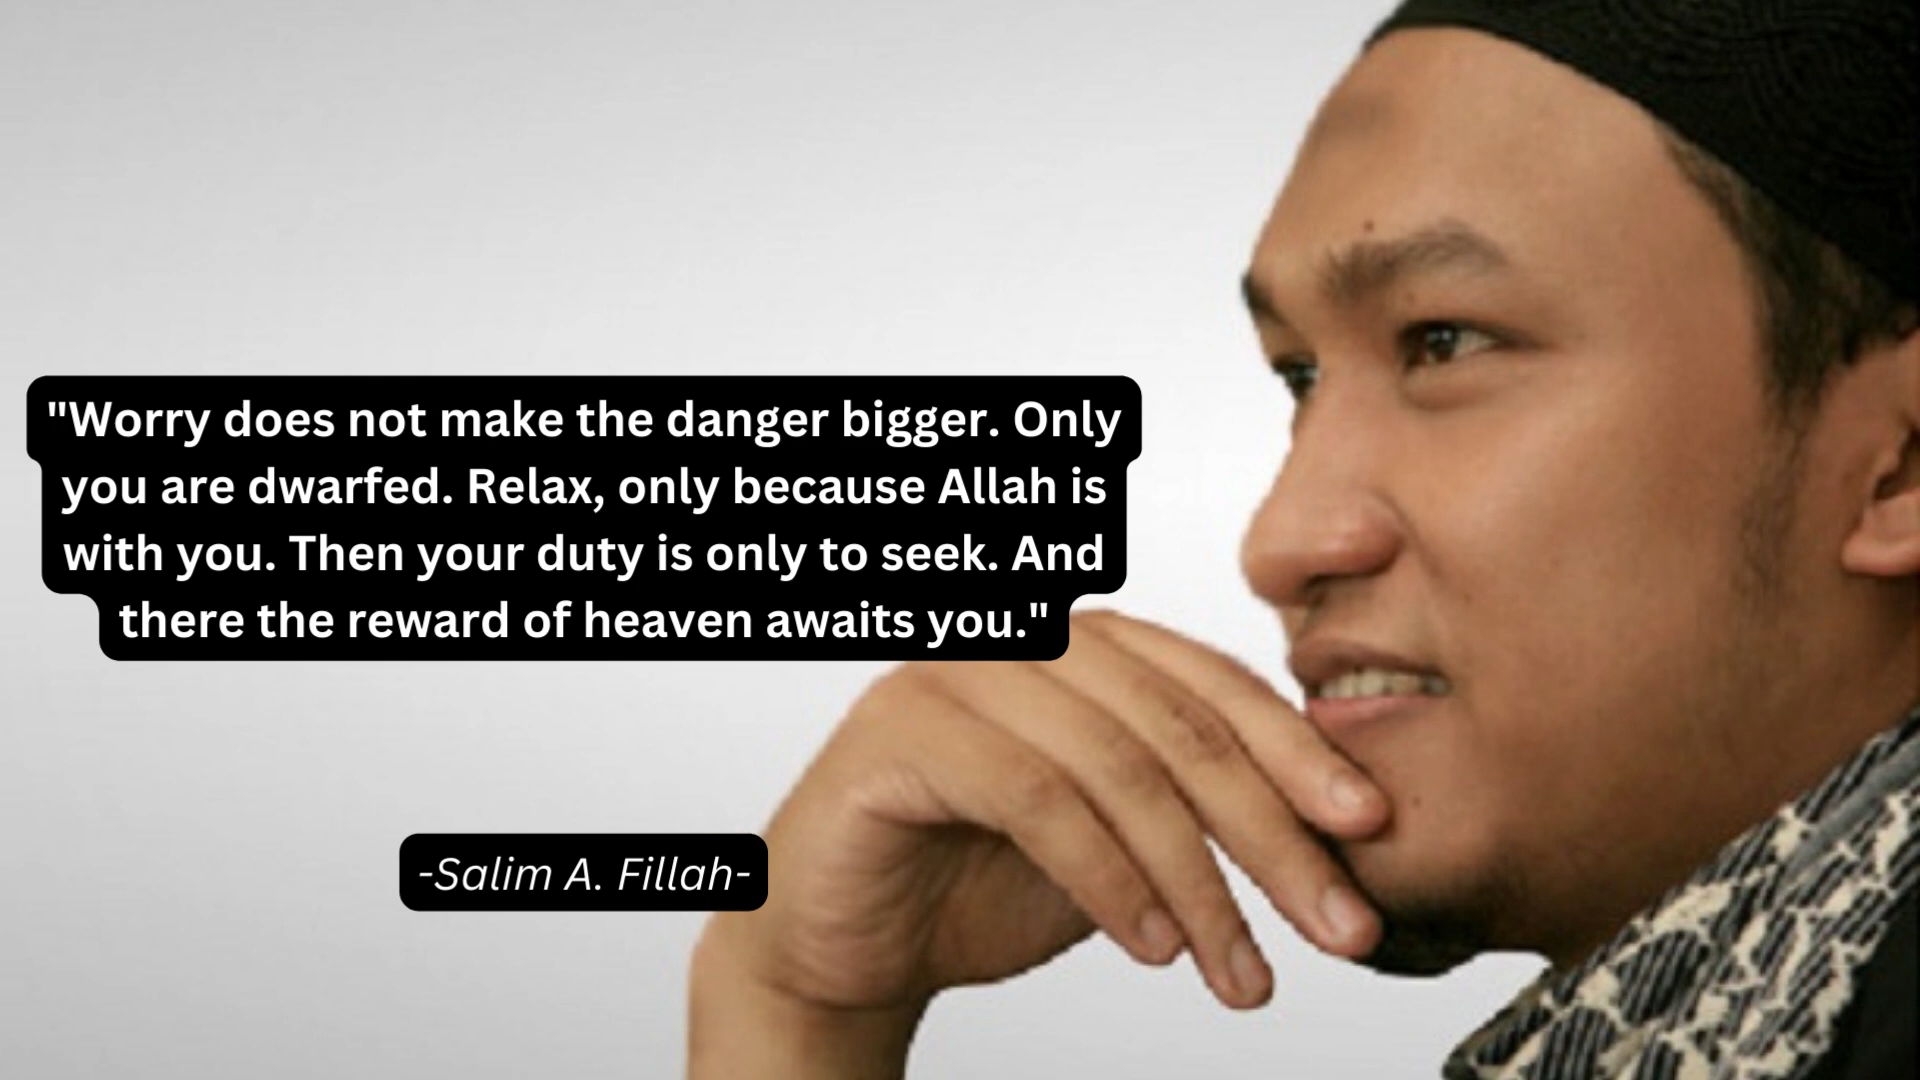 "Worry does not make the danger bigger. Only
you are dwarfed. Relax, only because Allah is
with you. Then your duty is only to seek. And
there the reward of heaven awaits you."
-Salim A. Fillah-